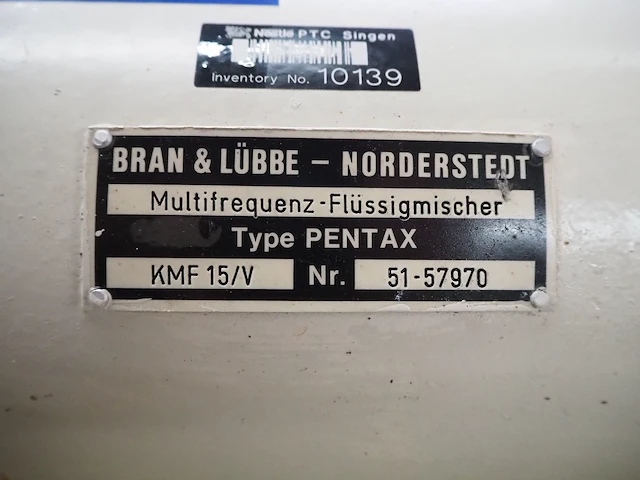 Nestlé PTC Singen
Inventory No. 10139
BRAN & LÜBBE - NORDERSTEDT
Multifrequenz-Flüssigmischer
Type PENTAX
KMF 15/V Nr. 51-57970